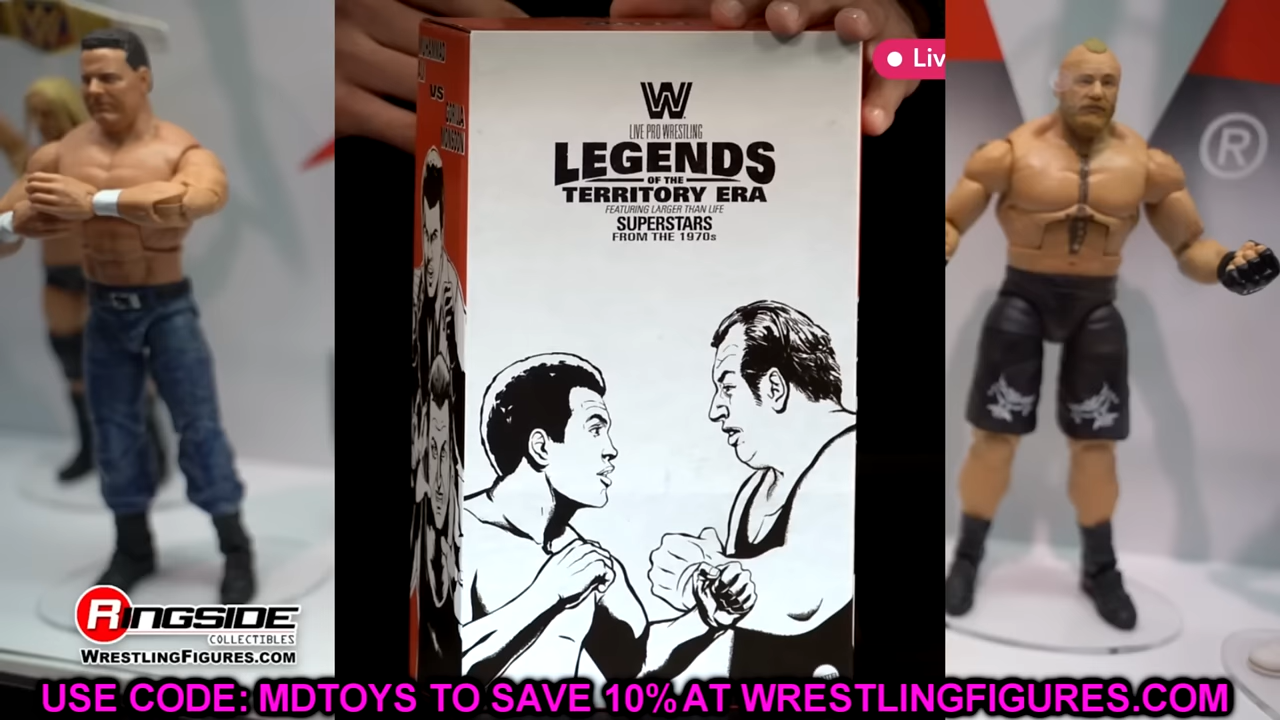 MUHAMMAD
ALI
VS
GORILLA
MONSOON
W
LIVE PRO WRESTLING
LEGENDS
OF THE
TERRITORY ERA
FEATURING LARGER THAN LIFE
SUPERSTARS
FROM THE 1970s
Liv
®
RINGSIDE
COLLECTIBLES
WRESTLINGFIGURES.COM
USE CODE: MDTOYS TO SAVE 10% AT WRESTLINGFIGURES.COM